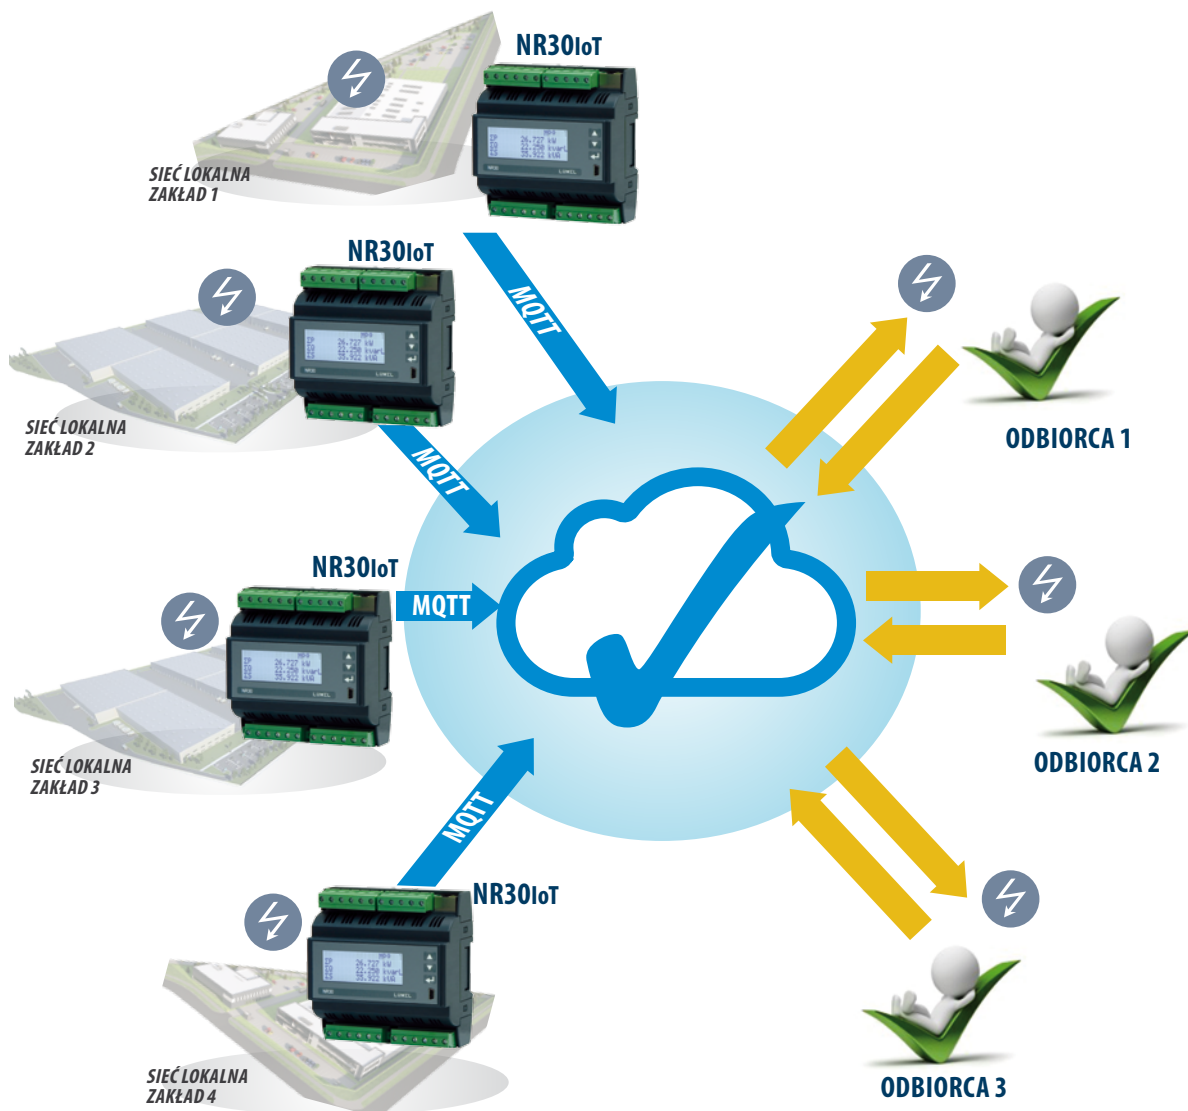 NR30IoT
SIEĆ LOKALNA
ZAKŁAD 1
MQTT
NR30IoT
SIEĆ LOKALNA
ZAKŁAD 2
MQTT
ODBIORCA 1
NR30IoT
MQTT
SIEĆ LOKALNA
ZAKŁAD 3
ODBIORCA 2
MQTT
NR30IoT
SIEĆ LOKALNA
ZAKŁAD 4
ODBIORCA 3